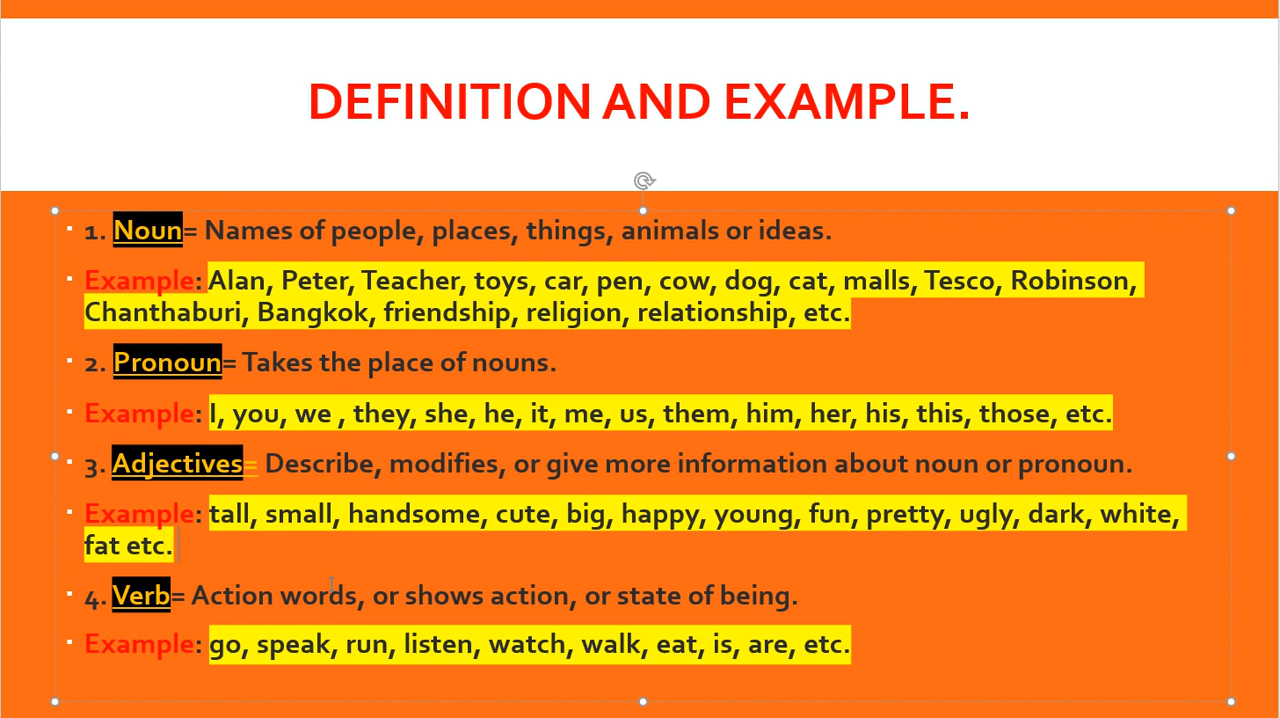 DEFINITION AND EXAMPLE.
1. Noun= Names of people, places, things, animals or ideas.
Example: Alan, Peter, Teacher, toys, car, pen, cow, dog, cat, malls, Tesco, Robinson,
Chanthaburi, Bangkok, friendship, religion, relationship, etc.
2. Pronoun= Takes the place of nouns.
Example: I, you, we , they, she, he, it, me, us, them, him, her, his, this, those, etc.
3. Adjectives= Describe, modifies, or give more information about noun or pronoun.
Example: tall, small, handsome, cute, big, happy, young, fun, pretty, ugly, dark, white,
fat etc.
4. Verb= Action words, or shows action, or state of being.
Example: go, speak, run, listen, watch, walk, eat, is, are, etc.